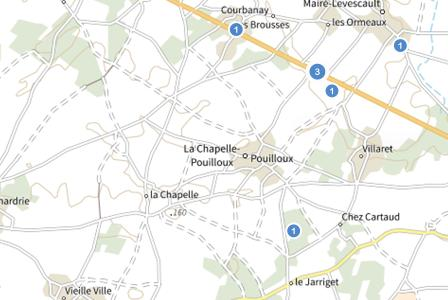 Maire-Levescault
Courbanay
les Ormeaux
s Brousses
1
1
3
1
La Chapelle-
Pouilloux
Pouilloux
Villaret
la Chapelle
nardrie
160
Chez Cartaud
1
le Jarriget
Vieille Ville